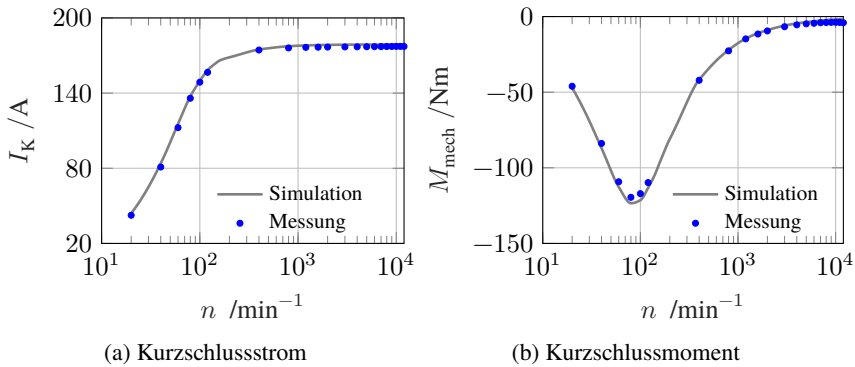 200
140
80
20
I_K /A
10^1
10^2
10^3
10^4
n /min^−1
Simulation
Messung
(a) Kurzschlussstrom
0
−50
−100
−150
M_mech /Nm
10^1
10^2
10^3
10^4
n /min^−1
Simulation
Messung
(b) Kurzschlussmoment